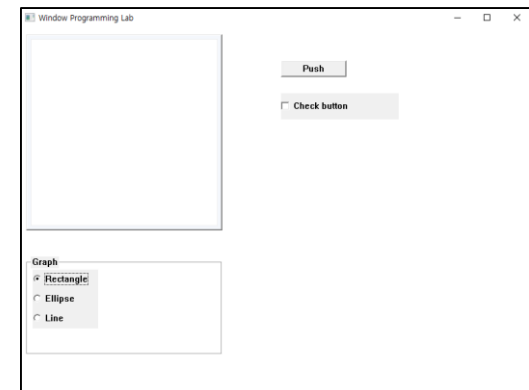 Window Programming Lab
Push
Check button
Graph
Rectangle
Ellipse
Line